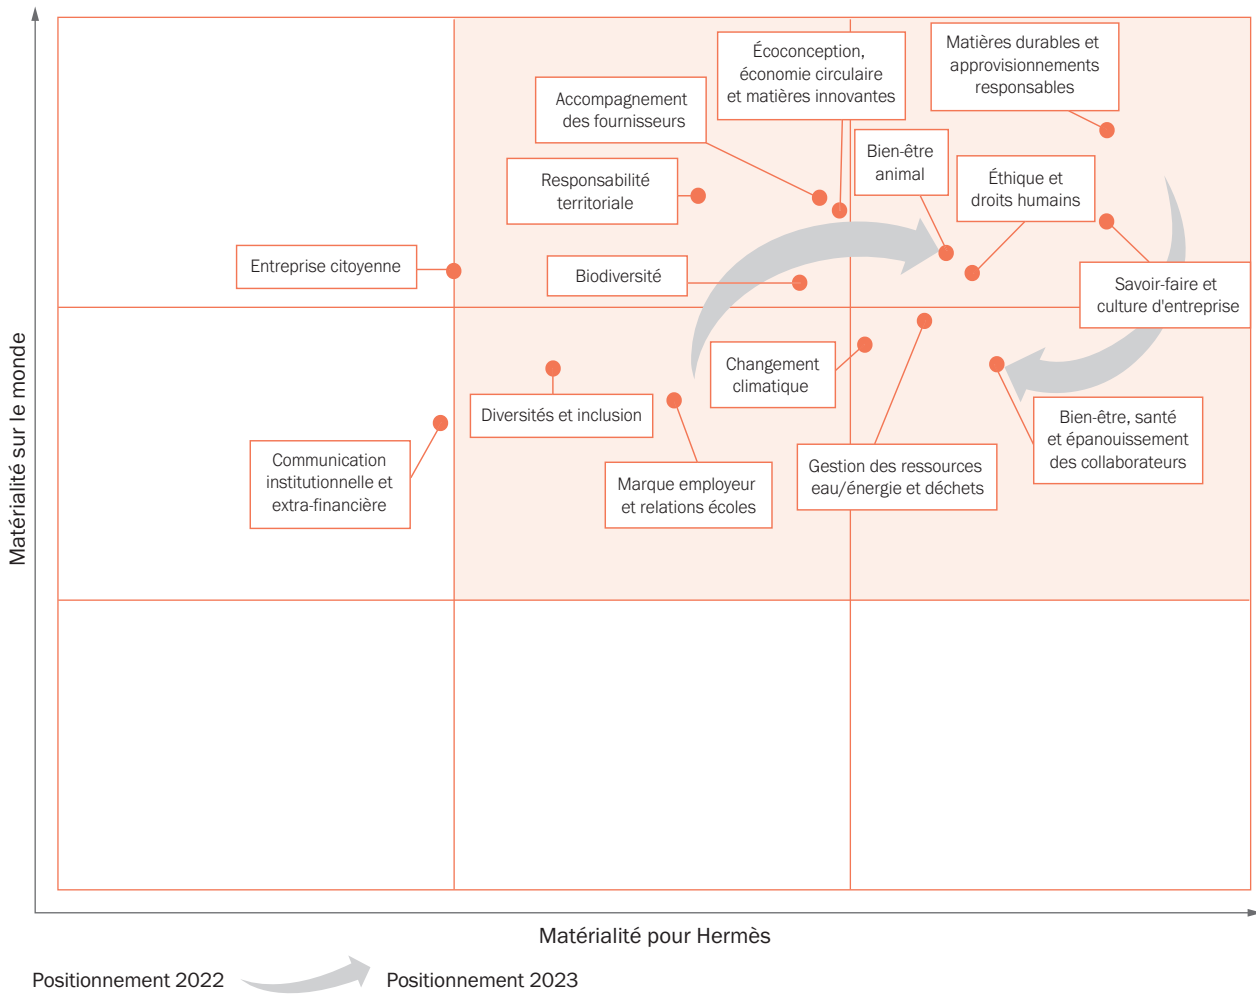 Écoconception,
économie circulaire
et matières innovantes
Matières durables et
approvisionnements
responsables
Accompagnement
des fournisseurs
Bien-être
animal
Responsabilité
territoriale
Éthique et
droits humains
Entreprise citoyenne
Biodiversité
Savoir-faire et
culture d'entreprise
Changement
climatique
Diversités et inclusion
Bien-être, santé
et épanouissement
des collaborateurs
Communication
institutionnelle et
extra-financière
Marque employeur
et relations écoles
Gestion des ressources
eau/énergie et déchets
Matérialité sur le monde
Matérialité pour Hermès
Positionnement 2022
Positionnement 2023